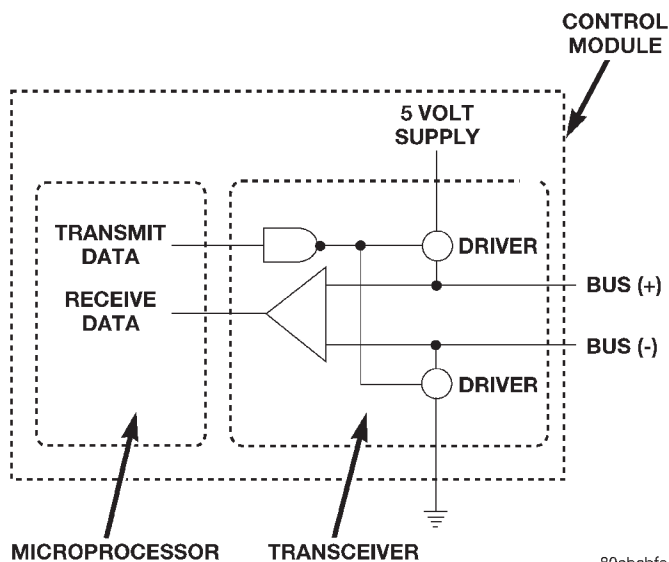 CONTROL
MODULE
5 VOLT
SUPPLY
TRANSMIT
DATA
DRIVER
RECEIVE
DATA
BUS (+)
BUS (-)
DRIVER
MICROPROCESSOR
TRANSCEIVER